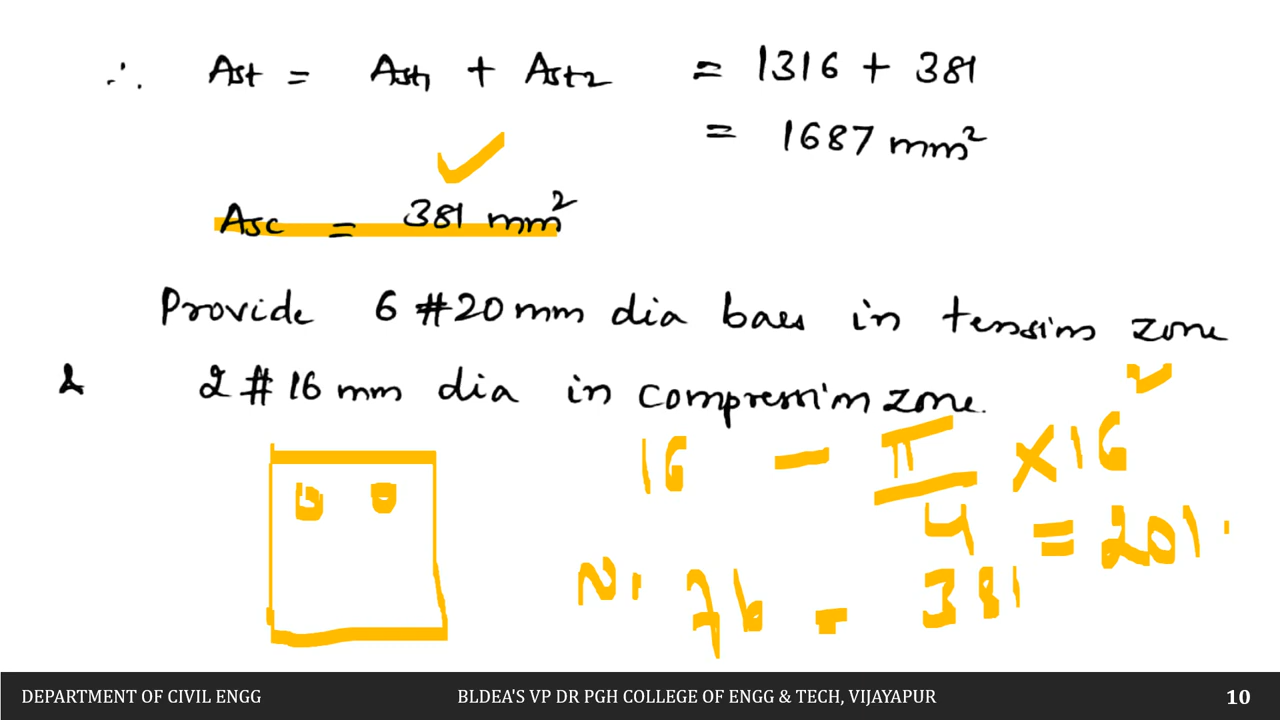 ∴ Ast = Ast1 + Ast2 = 1316 + 381
= 1687 mm²
Asc = 381 mm²
Provide 6 # 20 mm dia bars in tension zone
& 2 # 16 mm dia in compression zone.
16 - π/4 × 16²
= 201.
N. 76 = 381
DEPARTMENT OF CIVIL ENGG BLDEA'S VP DR PGH COLLEGE OF ENGG & TECH, VIJAYAPUR 10